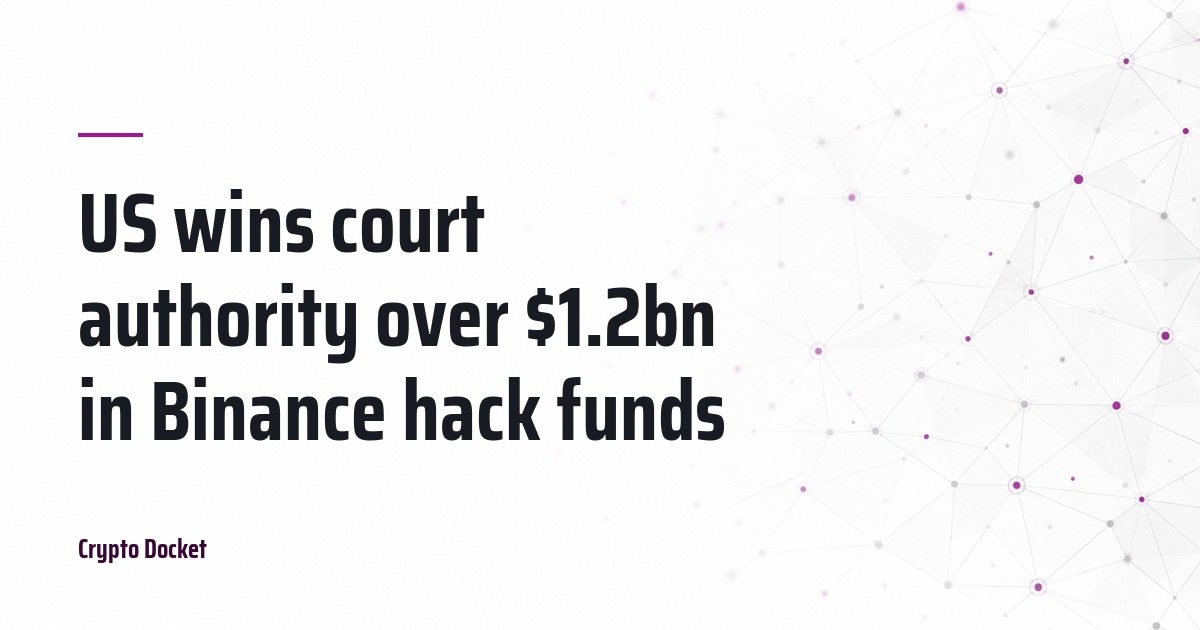 US wins court
authority over $1.2bn
in Binance hack funds
Crypto Docket